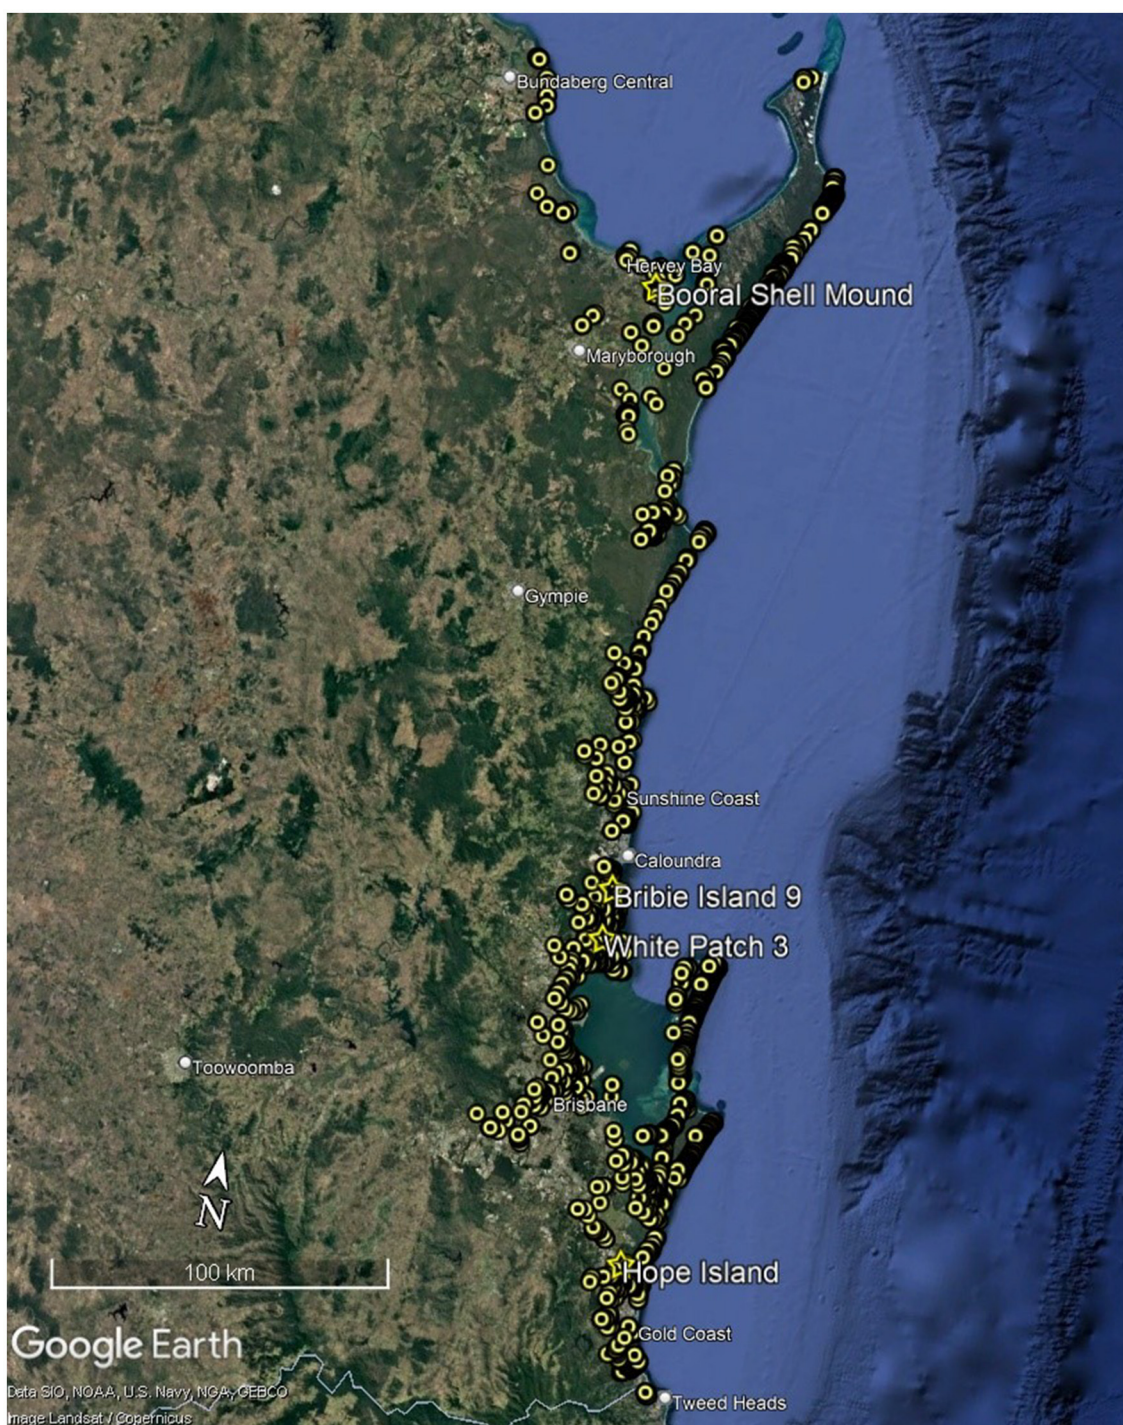 Bundaberg Central
Hervey Bay
Booral Shell Mound
Maryborough
Gympie
Sunshine Coast
Caloundra
Bribie Island 9
White Patch 3
Toowoomba
Brisbane
N
100 km
Hope Island
Gold Coast
Google Earth
Data SIO, NOAA, U.S. Navy, NGA, GEBCO
Tweed Heads
Image Landsat / Copernicus